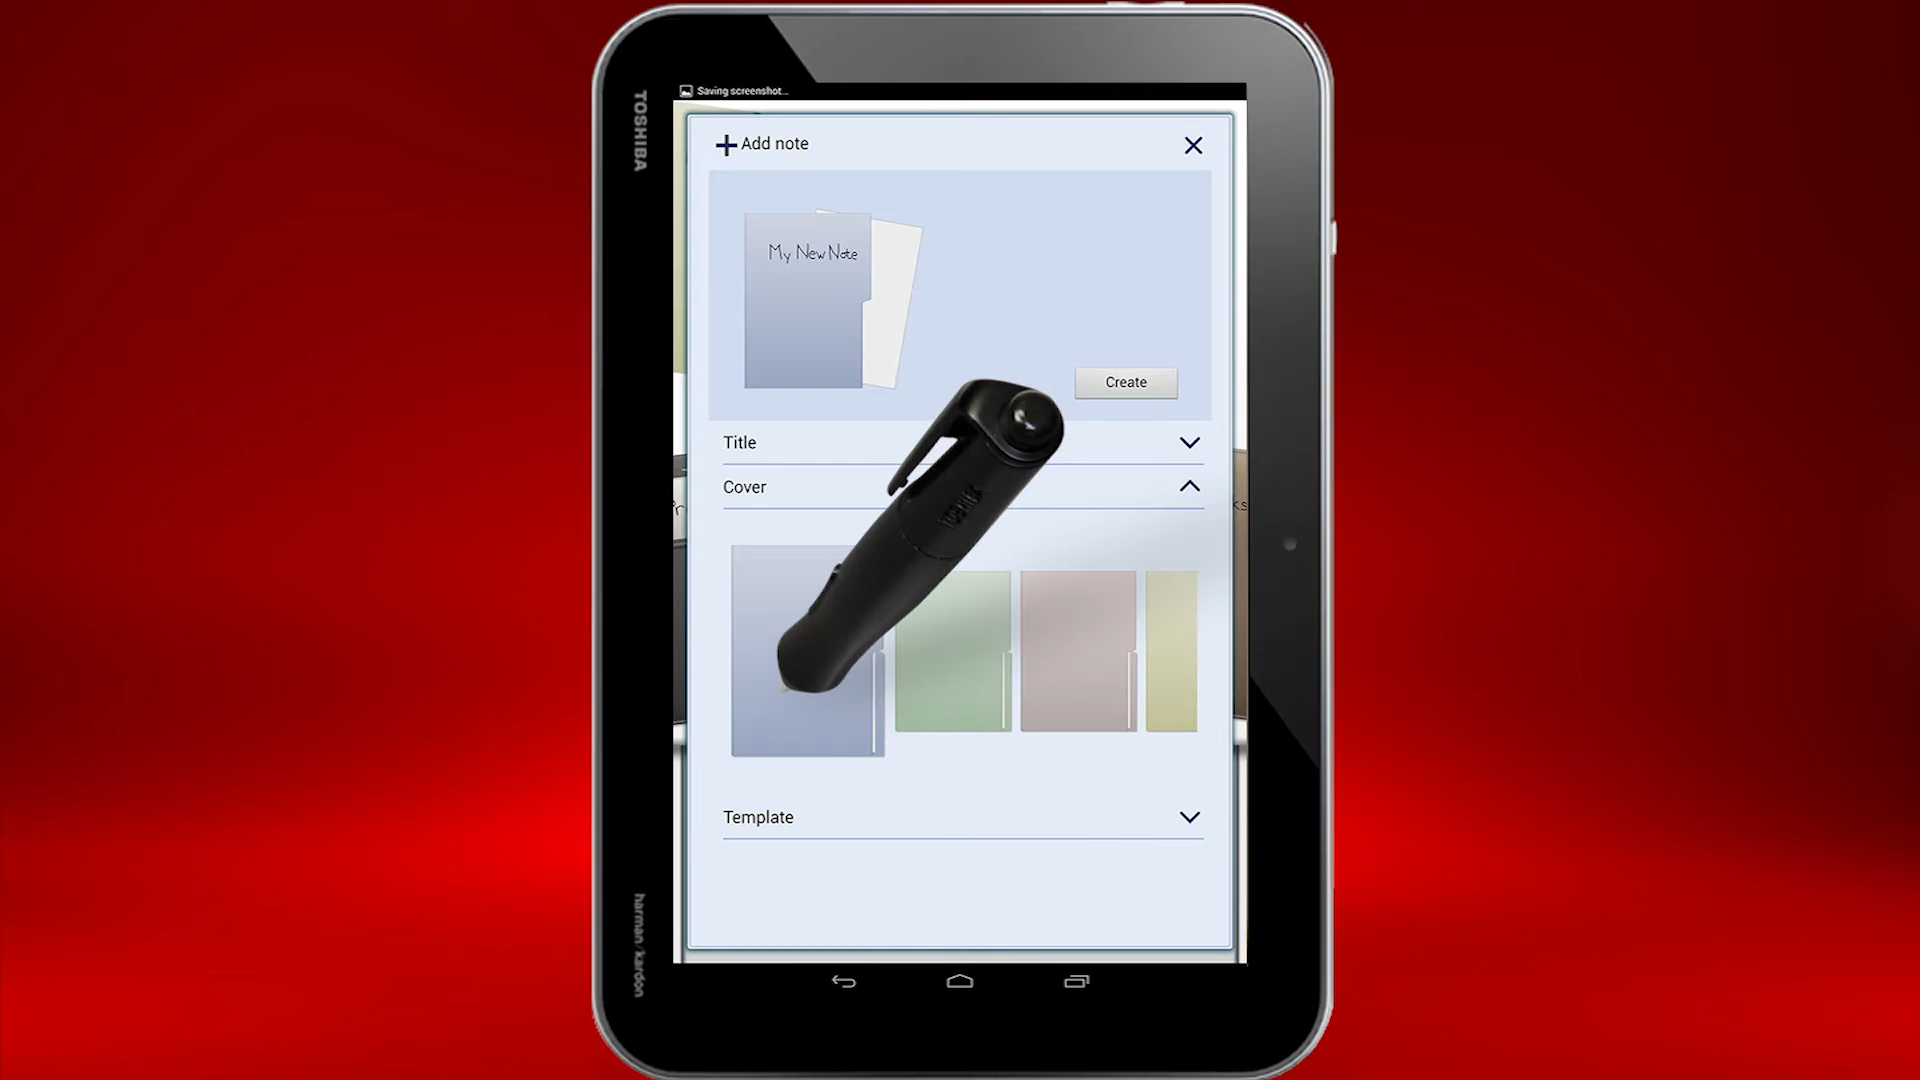 TOSHIBA
Saving screenshot...
Add note
My New Note
Create
Title
Cover
Template
harman/kardon